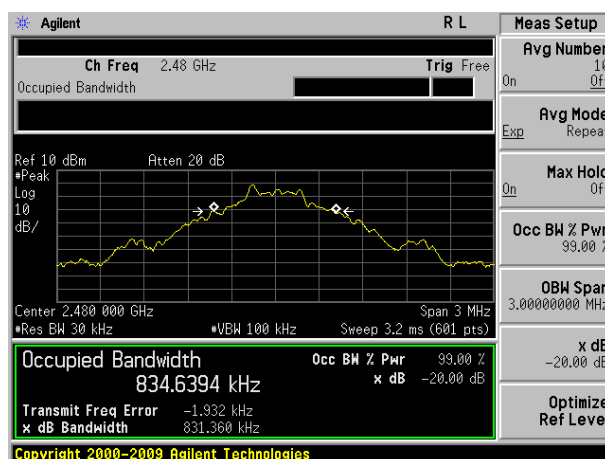 Agilent
R L
Meas Setup
Ch Freq 2.48 GHz
Trig Free
Occupied Bandwidth
Avg Number
10
On Of
Avg Mode
Exp Repea
Max Hold
On Of
Occ BW % Pwr
99.00 %
OBW Span
3.00000000 MHz
x dB
-20.00 dB
Optimize
Ref Level
Ref 10 dBm Atten 20 dB
#Peak
Log
10
dB/
Center 2.480 000 GHz Span 3 MHz
#Res BW 30 kHz #VBW 100 kHz Sweep 3.2 ms (601 pts)
Occupied Bandwidth
834.6394 kHz
Occ BW % Pwr 99.00 %
x dB -20.00 dB
Transmit Freq Error -1.932 kHz
x dB Bandwidth 831.360 kHz
Copyright 2000-2009 Agilent Technologies